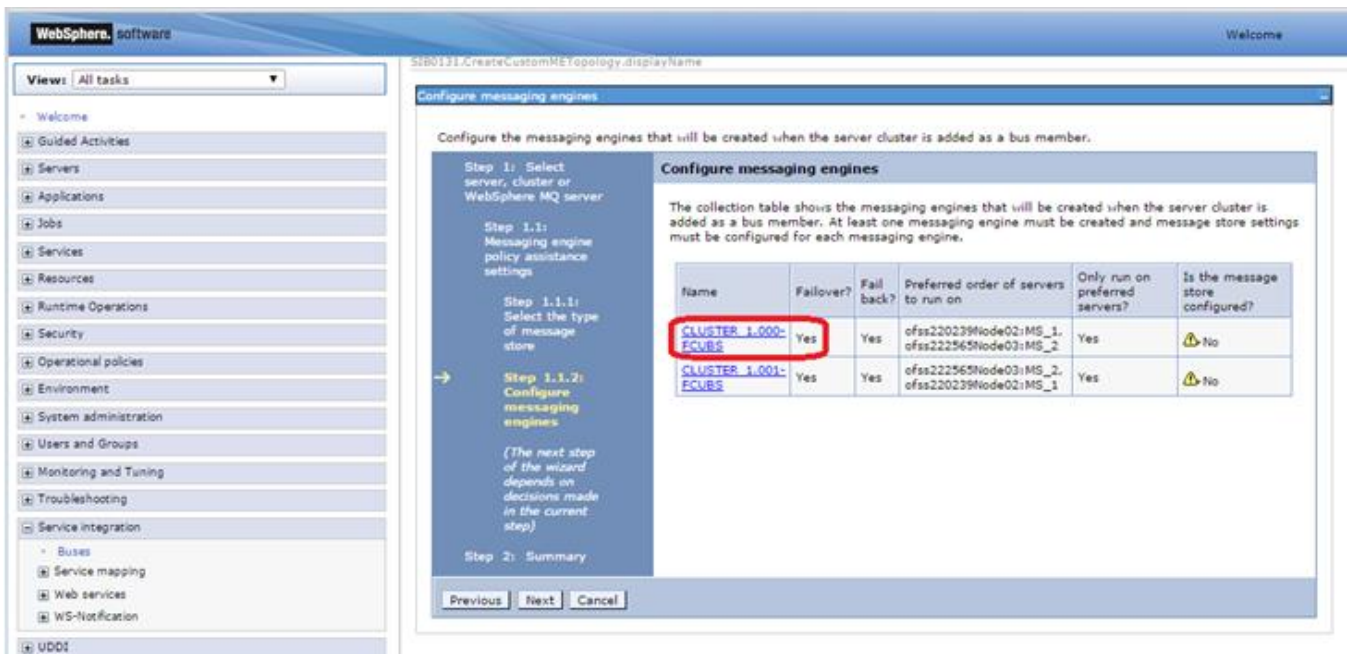 WebSphere. software
Welcome
View: All tasks
Welcome
Guided Activities
Servers
Applications
Jobs
Services
Resources
Runtime Operations
Security
Operational policies
Environment
System administration
Users and Groups
Monitoring and Tuning
Troubleshooting
Service integration
Buses
Service mapping
Web services
WS-Notification
UDDI
SIB0131.CreateCustomMETopology.displayName
Configure messaging engines
Configure the messaging engines that will be created when the server cluster is added as a bus member.
Step 1: Select
server, cluster or
WebSphere MQ server
Step 1.1:
Messaging engine
policy assistance
settings
Step 1.1.1:
Select the type
of message
store
Step 1.1.2:
Configure
messaging
engines
(The next step
of the wizard
depends on
decisions made
in the current
step)
Step 2: Summary
Configure messaging engines
The collection table shows the messaging engines that will be created when the server cluster is
added as a bus member. At least one messaging engine must be created and message store settings
must be configured for each messaging engine.
Name Failover? Fail back? Preferred order of servers to run on Only run on preferred servers? Is the message store configured?
CLUSTER_1.000-FCUBS Yes Yes ofss220239Node02:MS_1, ofss222565Node03:MS_2 Yes No
CLUSTER_1.001-FCUBS Yes Yes ofss222565Node03:MS_2, ofss220239Node02:MS_1 Yes No
Previous Next Cancel